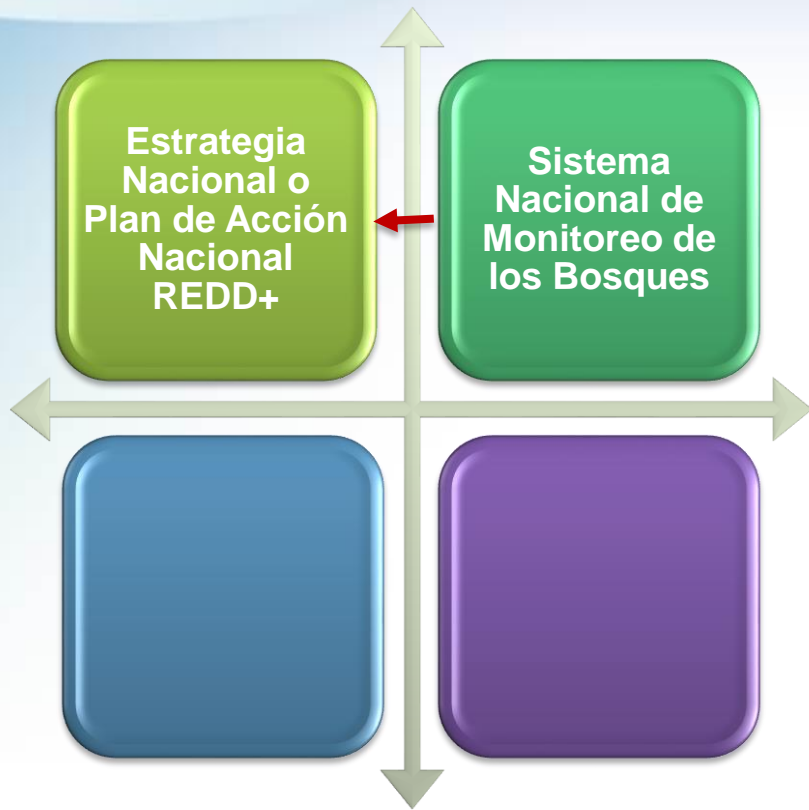 Estrategia
Nacional o
Plan de Acción
Nacional
REDD+
Sistema
Nacional de
Monitoreo de
los Bosques